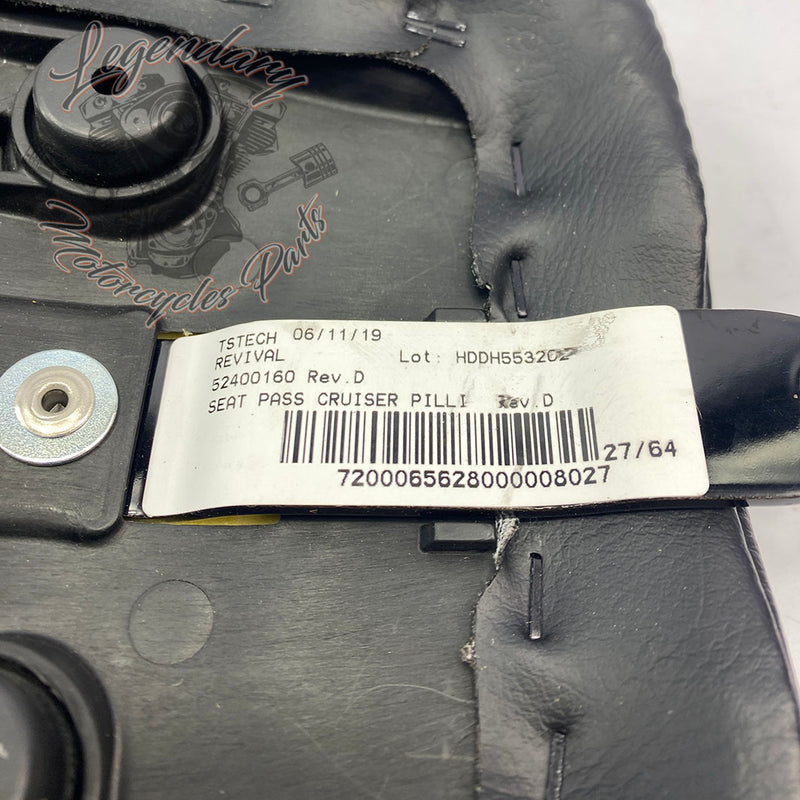 Legendary
Motorcycles Parts
TSTECH 06/11/19
REVIVAL Lot: HDDH553202
52400160 Rev.D
SEAT PASS CRUISER PILLI Rev.D
27/64
7200065628000008027